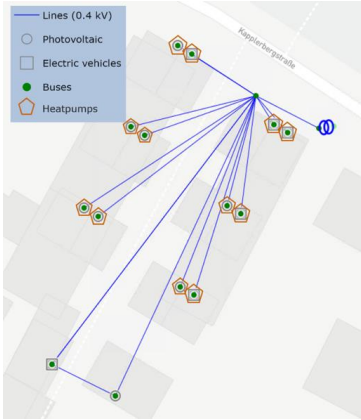 Lines (0.4 kV)
Photovoltaic
Electric vehicles
Buses
Heatpumps
Kapplerbergstraße